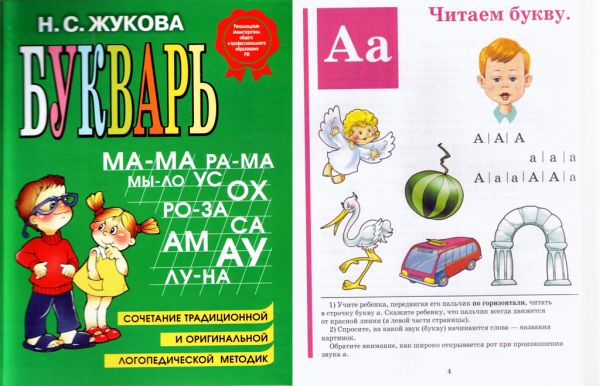 Н. С. ЖУКОВА
Рекомендовано
Министерством
общего
и профессионального
образования
РФ
БУКВАРЬ
МА-МА РА-МА
МЫ-ЛО УС ОХ
РО-ЗА СА
АМ АУ
ЛУ-НА
СОЧЕТАНИЕ ТРАДИЦИОННОЙ
И ОРИГИНАЛЬНОЙ
ЛОГОПЕДИЧЕСКОЙ МЕТОДИК
Читаем букву.
Аа
А|А|А
а|а|а
А|а|а|А|А|а
1) Учите ребенка, передвигая его пальчик по горизонтали, читать
в строчку букву а. Скажите ребенку, что пальчик всегда движется
от красной линии (в левой части страницы).
2) Спросите, на какой звук (букву) начинаются слова — названия
картинок.
Обратите внимание, как широко открывается рот при произношении
звука а.
4